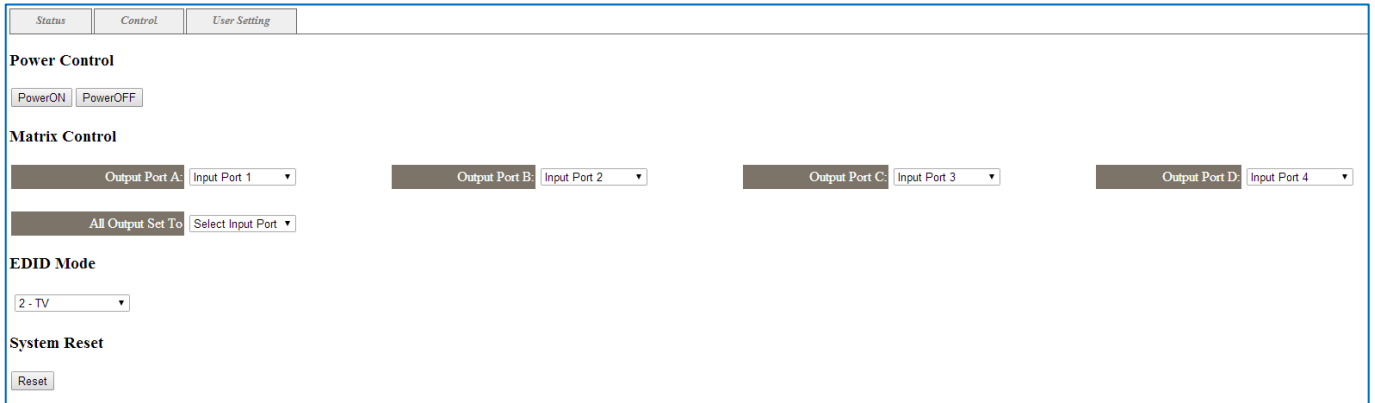 Status Control User Setting
Power Control
PowerON PowerOFF
Matrix Control
Output Port A: Input Port 1 Output Port B: Input Port 2 Output Port C: Input Port 3 Output Port D: Input Port 4
All Output Set To Select Input Port
EDID Mode
2 - TV
System Reset
Reset